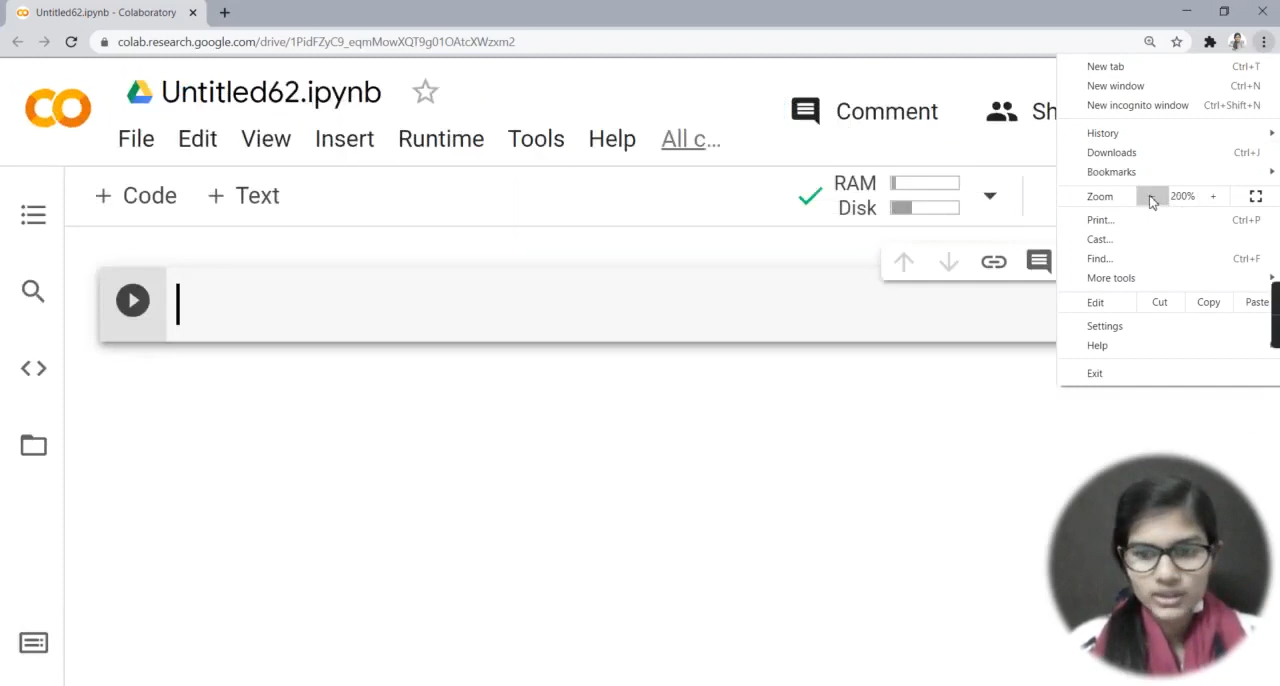 Untitled62.ipynb - Colaboratory
colab.research.google.com/drive/1PidFZyC9_eqmMowXQT9g01OAtcXWzxm2
Untitled62.ipynb
File Edit View Insert Runtime Tools Help All c...
Comment
Sh
+ Code + Text
RAM
Disk
New tab Ctrl+T
New window Ctrl+N
New incognito window Ctrl+Shift+N
History
Downloads Ctrl+J
Bookmarks
Zoom - 200% +
Print... Ctrl+P
Cast...
Find... Ctrl+F
More tools
Edit Cut Copy Paste
Settings
Help
Exit